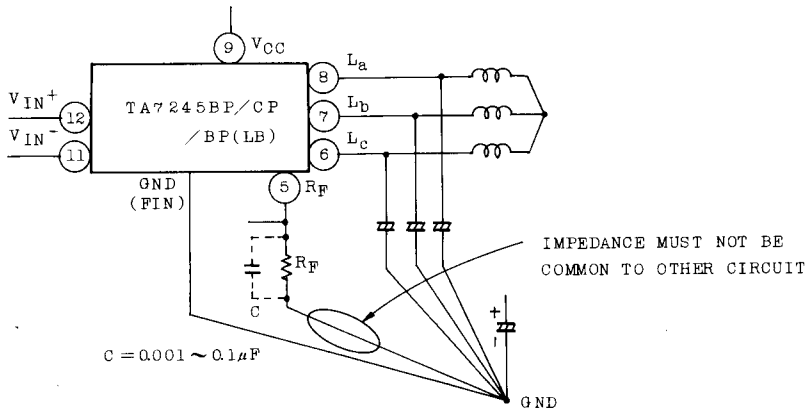 9 VCC
8 La
VIN+ 12
TA7245BP/CP
/BP(LB)
7 Lb
VIN- 11
6 Lc
GND
(FIN)
5 RF
RF
C
C = 0.001 ~ 0.1μF
IMPEDANCE MUST NOT BE
COMMON TO OTHER CIRCUIT
+
-
GND